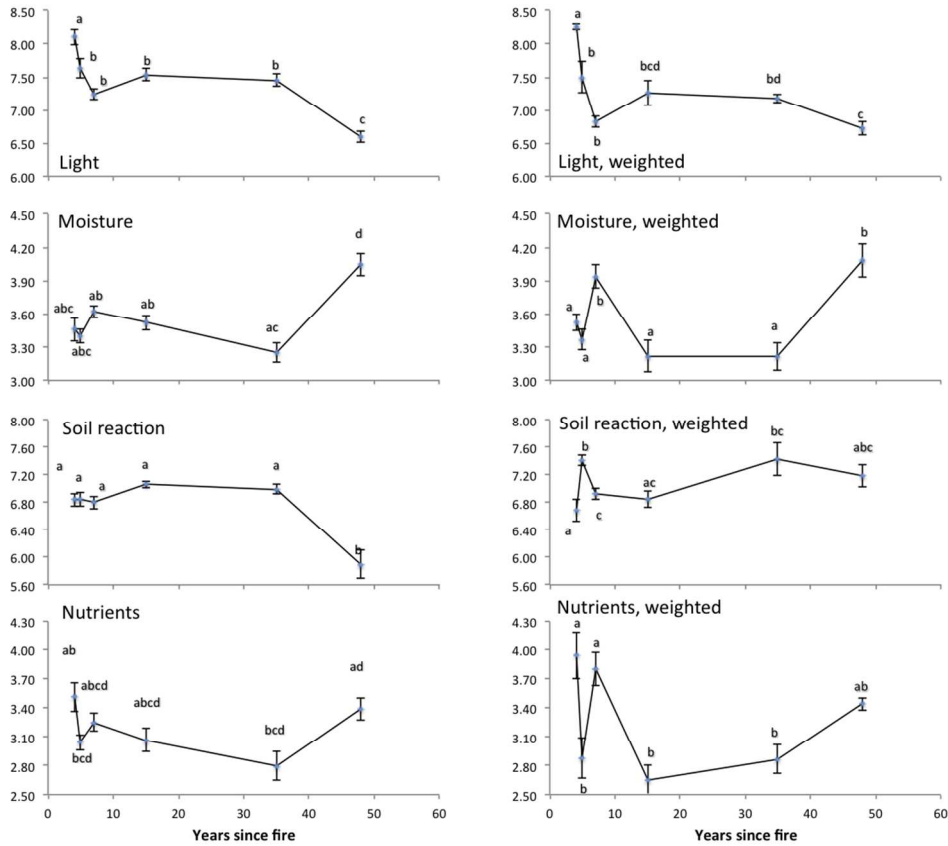 8.50
8.00
7.50
7.00
6.50
6.00
a
b
b
b
b
c
Light
8.50
8.00
7.50
7.00
6.50
6.00
a
b
b
bcd
bd
c
Light, weighted
4.50
4.20
3.90
3.60
3.30
3.00
Moisture
abc
abc
ab
ab
ac
d
4.50
4.20
3.90
3.60
3.30
3.00
Moisture, weighted
a
a
b
a
a
b
8.00
7.60
7.20
6.80
6.40
6.00
5.60
Soil reaction
a
a
a
a
a
b
8.00
7.60
7.20
6.80
6.40
6.00
5.60
Soil reaction, weighted
a
b
c
ac
bc
abc
4.30
4.00
3.70
3.40
3.10
2.80
2.50
Nutrients
ab
bcd
abcd
abcd
bcd
ad
0 10 20 30 40 50 60
Years since fire
4.30
4.00
3.70
3.40
3.10
2.80
2.50
Nutrients, weighted
a
b
a
b
b
ab
0 10 20 30 40 50 60
Years since fire